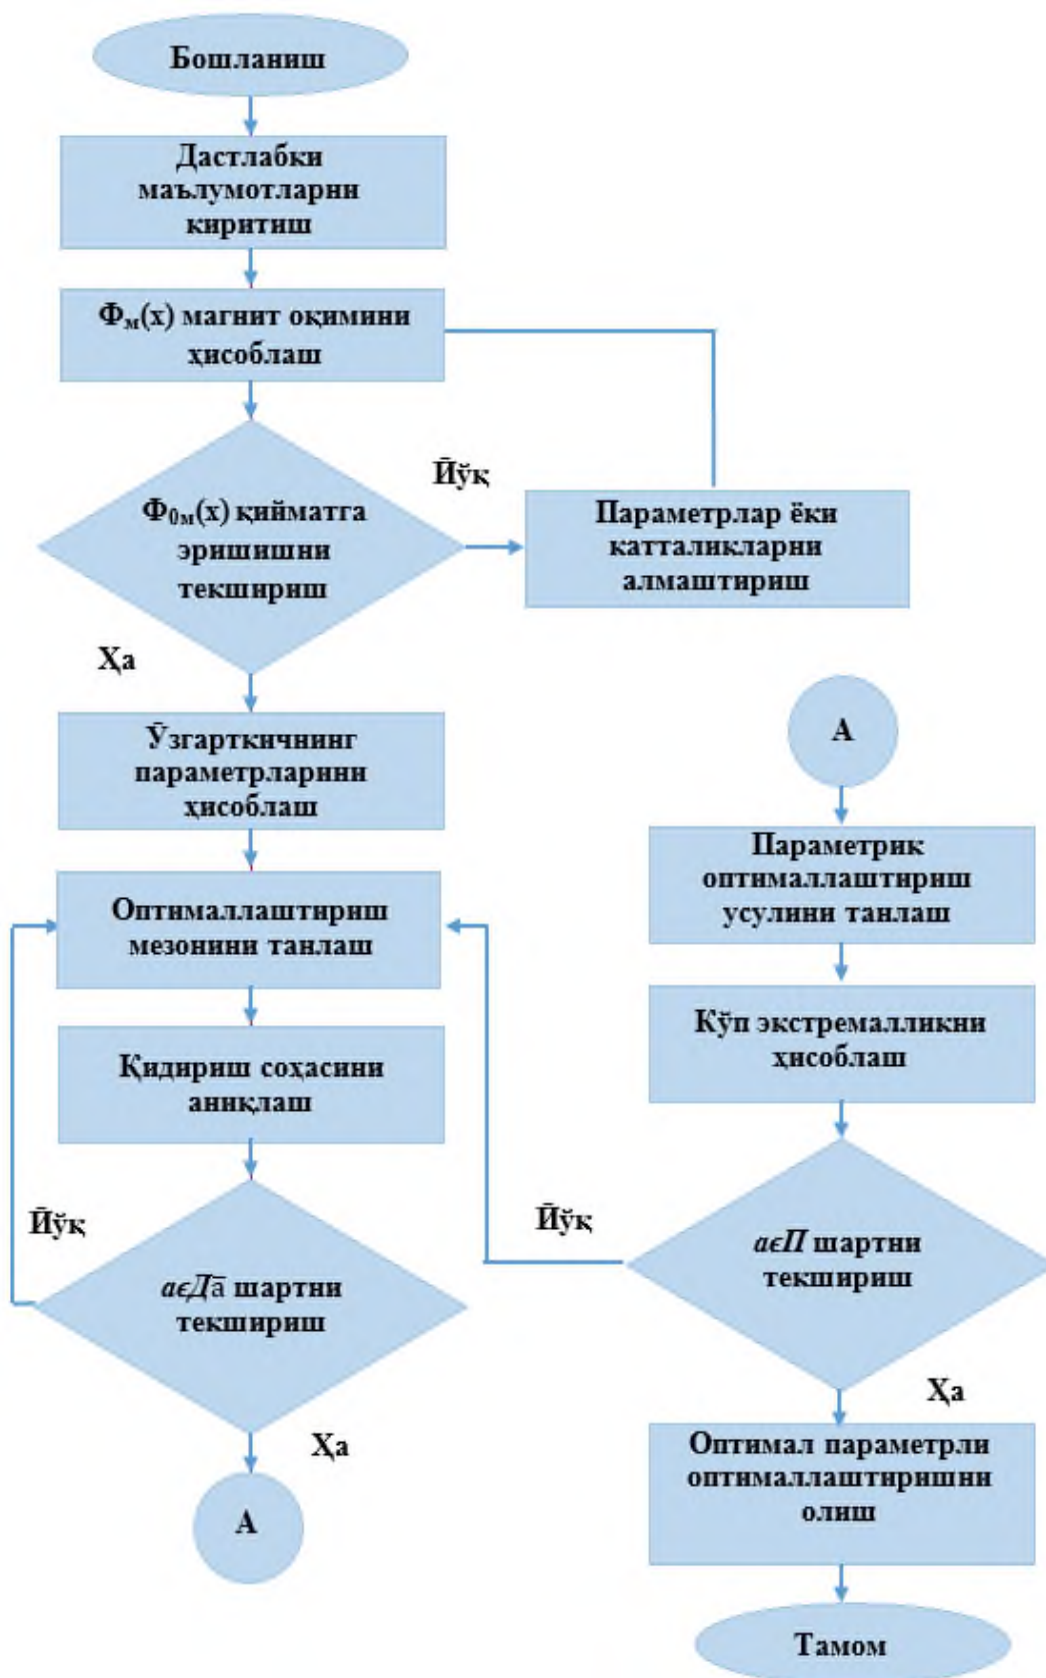 Бошланиш
Дастлабки
маълумотларни
киритиш
Фм(х) магнит оқимини
ҳисоблаш
Φ0м(х) қийматга
эришишни
текшириш
Йўқ
Параметрлар ёки
катталикларни
алмаштириш
Ҳа
Ўзгарткичнинг
параметрларини
ҳисоблаш
Оптималлаштириш
мезонини танлаш
Қидириш соҳасини
аниқлаш
Йўқ
aϵДā шартни
текшириш
Ҳа
А
А
Параметрик
оптималлаштириш
усулини танлаш
Кўп экстремалликни
ҳисоблаш
Йўқ
aϵП шартни
текшириш
Ҳа
Оптимал параметрли
оптималлаштиришни
олиш
Тамом